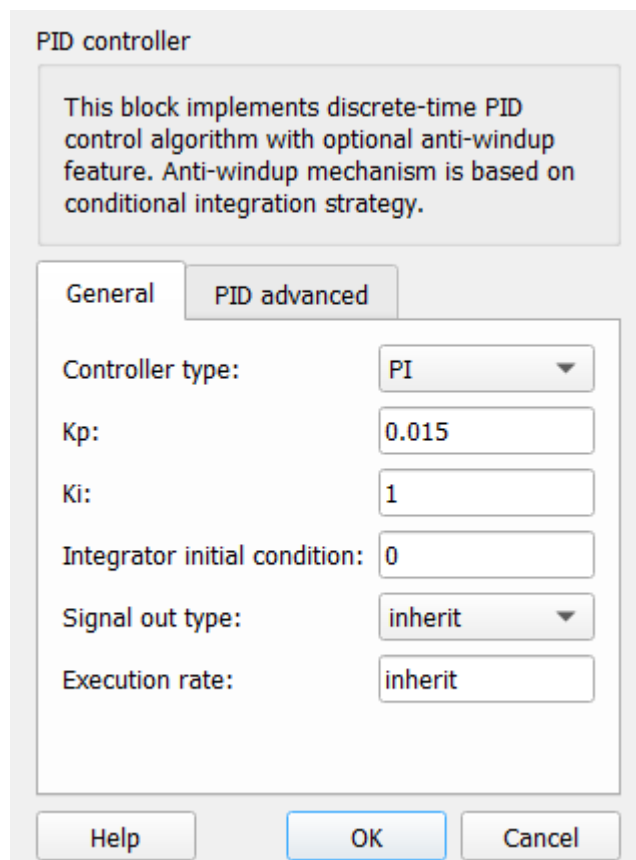 PID controller
This block implements discrete-time PID
control algorithm with optional anti-windup
feature. Anti-windup mechanism is based on
conditional integration strategy.
General PID advanced
Controller type: PI
Kp: 0.015
Ki: 1
Integrator initial condition: 0
Signal out type: inherit
Execution rate: inherit
Help OK Cancel